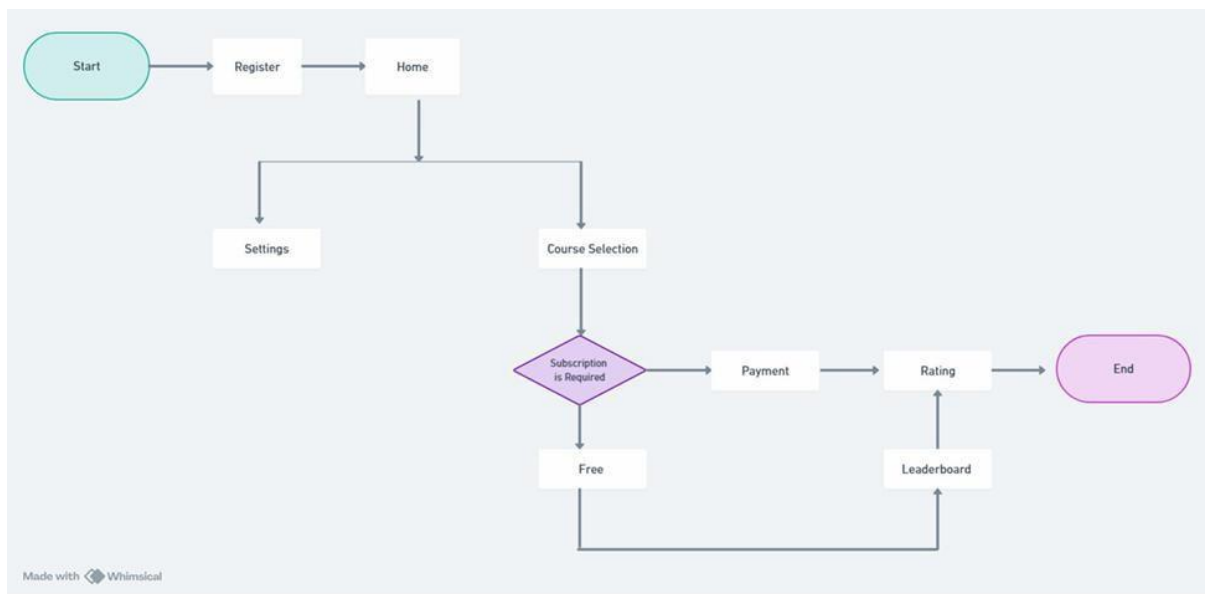 Start
Register
Home
Settings
Course Selection
Subscription
is Required
Payment
Rating
End
Free
Leaderboard
Made with Whimsical